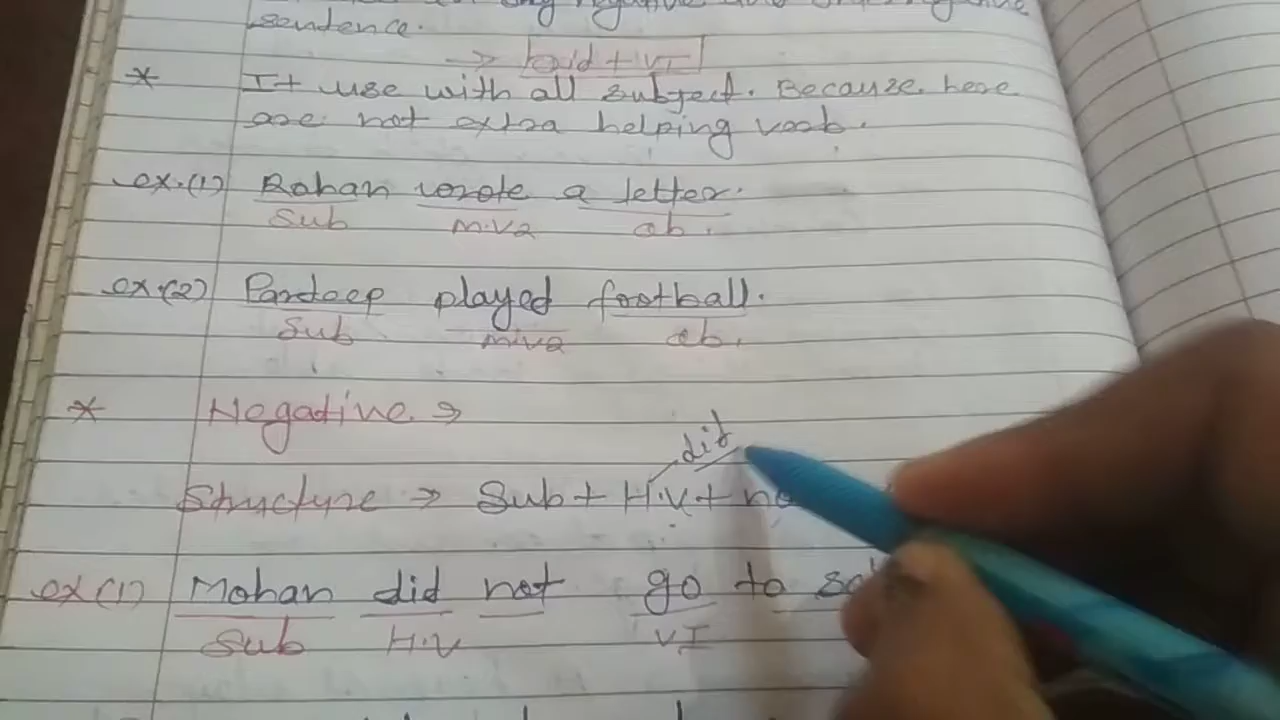 sentence.
→ did + VI
* It use with all subject. Because here
are not extra helping verb.
ex.(1) Rohan wrote a letter.
Sub M.V2 ob.
ex.(2) Pardeep played football.
Sub M.V2 ob.
* Negative →
did
Structure ⇒ Sub + H.V +
ex (1) Mohan did not go to
Sub H.V VI